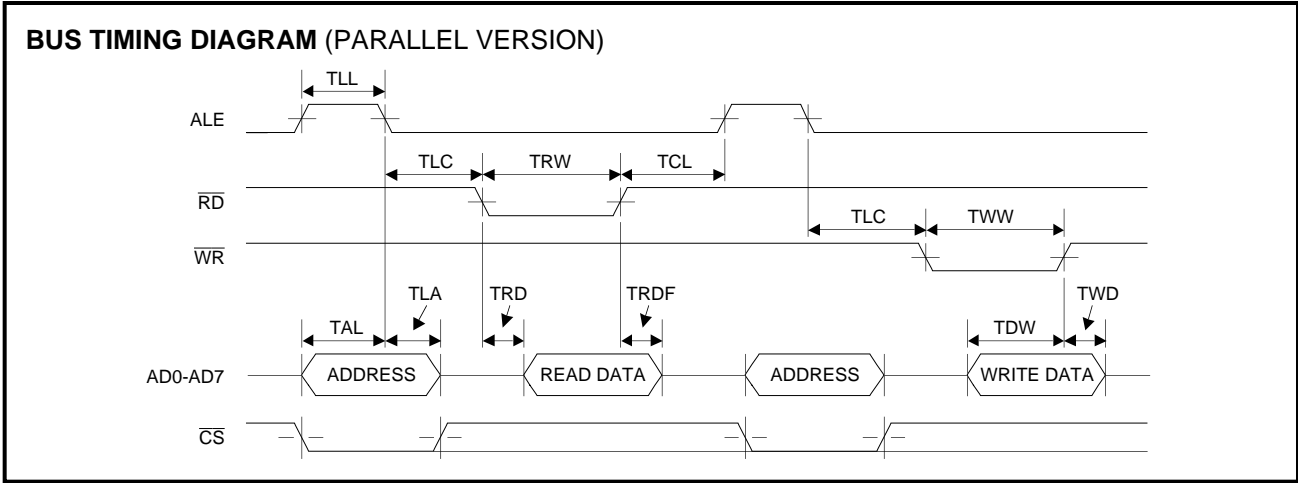 BUS TIMING DIAGRAM (PARALLEL VERSION)
TLL
ALE
TLC TRW TCL
RD
TLC TWW
WR
TLA TRD TRDF TWD
TAL TDW
AD0-AD7 ADDRESS READ DATA ADDRESS WRITE DATA
CS